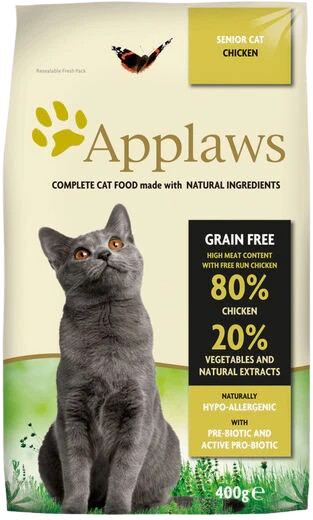 SENIOR CAT
CHICKEN
Resealable Fresh Pack
Applaws
COMPLETE CAT FOOD made with NATURAL INGREDIENTS
GRAIN FREE
HIGH MEAT CONTENT
WITH FREE RUN CHICKEN
80%
CHICKEN
20%
VEGETABLES AND
NATURAL EXTRACTS
NATURALLY
HYPO-ALLERGENIC
WITH
PRE-BIOTIC AND
ACTIVE PRO-BIOTIC
400g℮